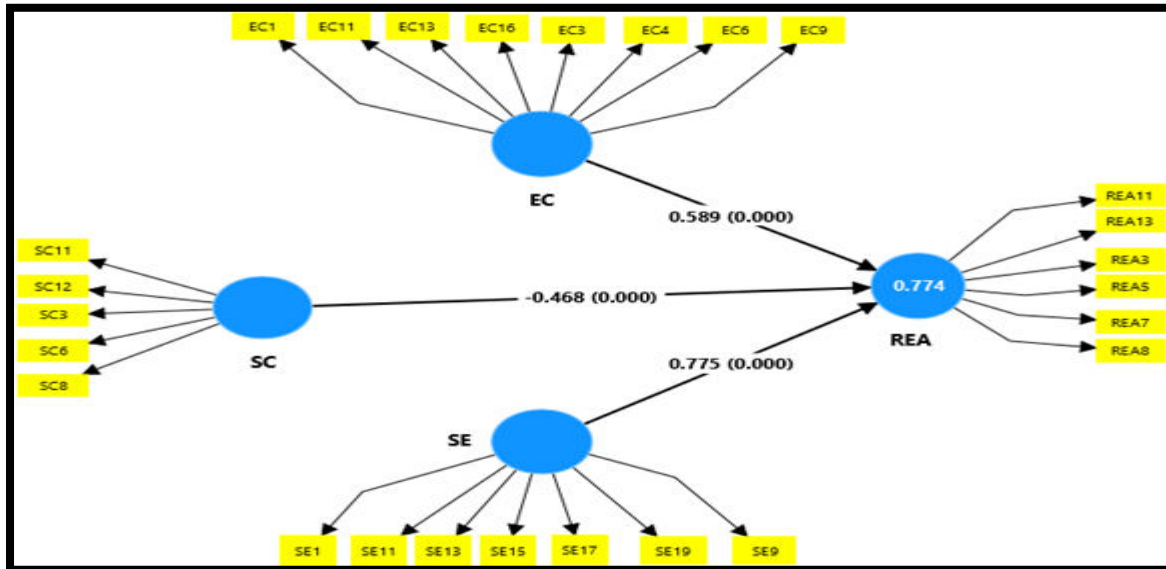 EC1 EC11 EC13 EC16 EC3 EC4 EC6 EC9
EC
0.589 (0.000)
REA11
REA13
REA3
REA5
REA7
REA8
0.774
REA
SC11
SC12
SC3
SC6
SC8
SC
-0.468 (0.000)
0.775 (0.000)
SE
SE1 SE11 SE13 SE15 SE17 SE19 SE9